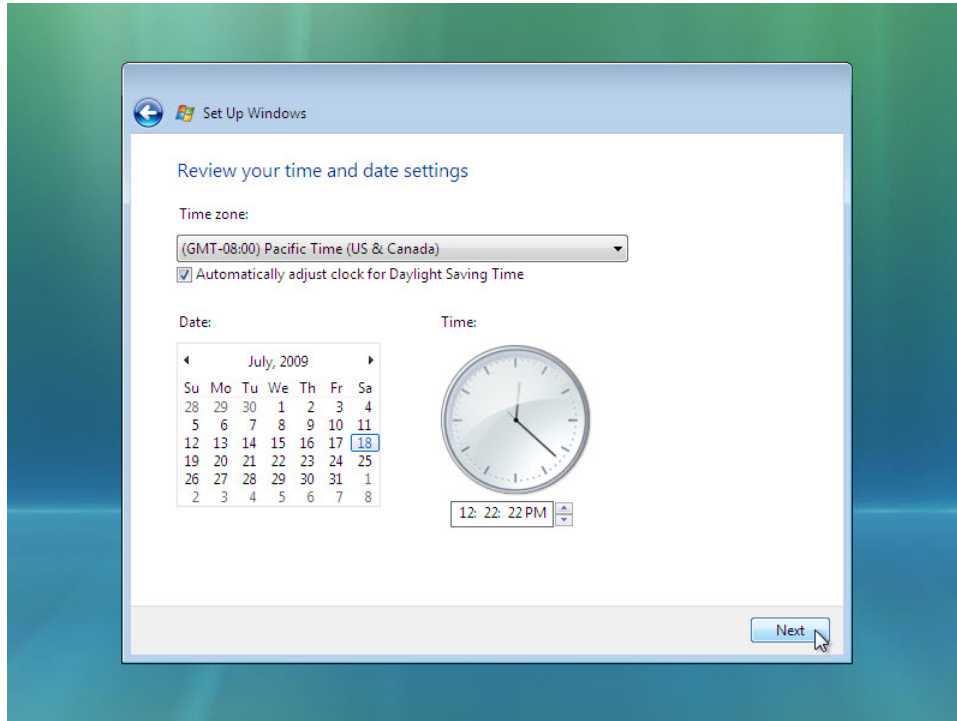 Set Up Windows
Review your time and date settings
Time zone:
(GMT-08:00) Pacific Time (US & Canada)
Automatically adjust clock for Daylight Saving Time
Date:
Time:
July, 2009
Su Mo Tu We Th Fr Sa
28 29 30 1 2 3 4
5 6 7 8 9 10 11
12 13 14 15 16 17 18
19 20 21 22 23 24 25
26 27 28 29 30 31 1
2 3 4 5 6 7 8
12: 22: 22 PM
Next